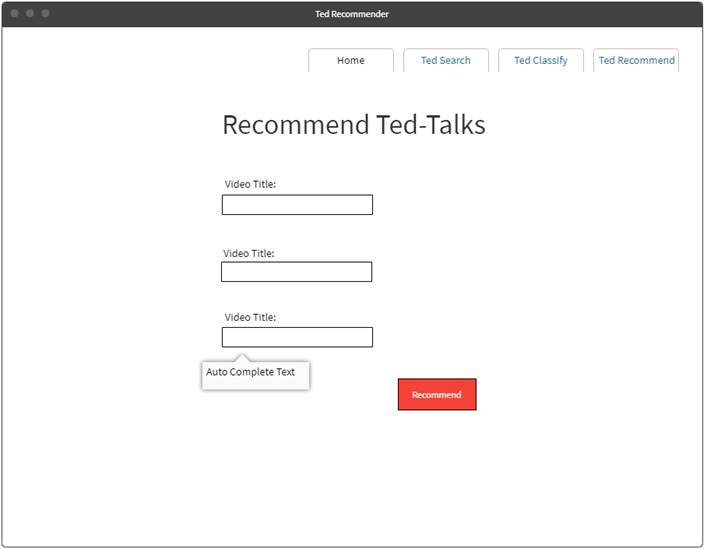 Ted Recommender
Home Ted Search Ted Classify Ted Recommend
Recommend Ted-Talks
Video Title:
Video Title:
Video Title:
Auto Complete Text
Recommend